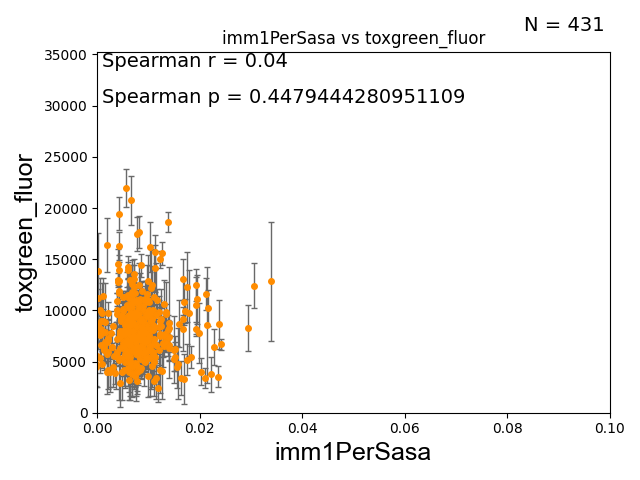 N = 431
imm1PerSasa vs toxgreen_fluor
Spearman r = 0.04
Spearman p = 0.4479444280951109
toxgreen_fluor
35000
30000
25000
20000
15000
10000
5000
0
0.00 0.02 0.04 0.06 0.08 0.10
imm1PerSasa